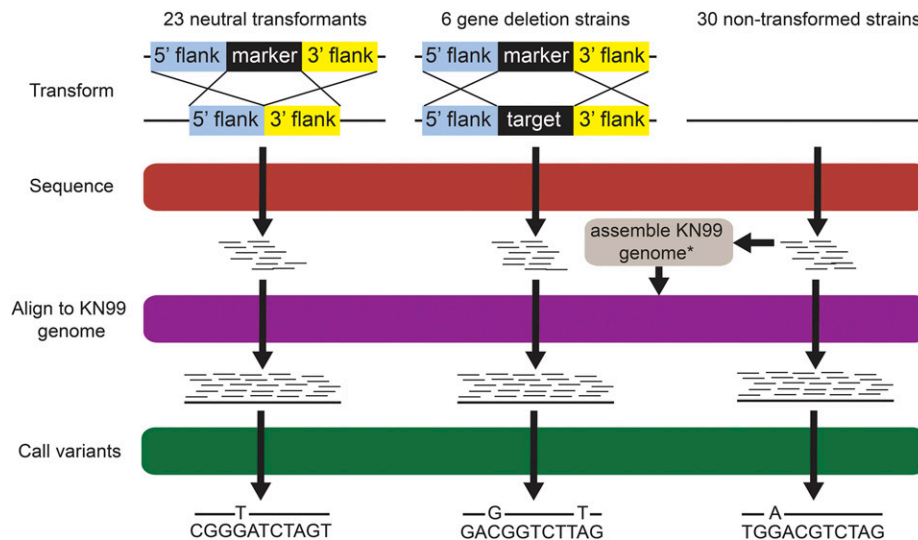 23 neutral transformants
6 gene deletion strains
30 non-transformed strains
5' flank marker 3' flank
5' flank marker 3' flank
Transform
5' flank 3' flank
5' flank target 3' flank
Sequence
assemble KN99
genome*
Align to KN99
genome
Call variants
T
CGGGATCTAGT
G T
GACGGTCTTAG
A
TGGACGTCTAG